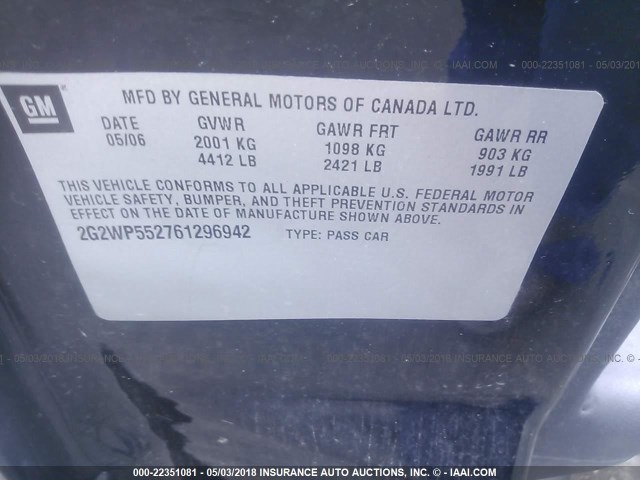 GM
MFD BY GENERAL MOTORS OF CANADA LTD.
DATE GVWR GAWR FRT GAWR RR
05/06 2001 KG 1098 KG 903 KG
4412 LB 2421 LB 1991 LB
THIS VEHICLE CONFORMS TO ALL APPLICABLE U.S. FEDERAL MOTOR
VEHICLE SAFETY, BUMPER, AND THEFT PREVENTION STANDARDS IN
EFFECT ON THE DATE OF MANUFACTURE SHOWN ABOVE.
2G2WP552761296942 TYPE: PASS CAR
000-22351081 - 05/03/2018 INSURANCE AUTO AUCTIONS, INC. - © IAAI.COM